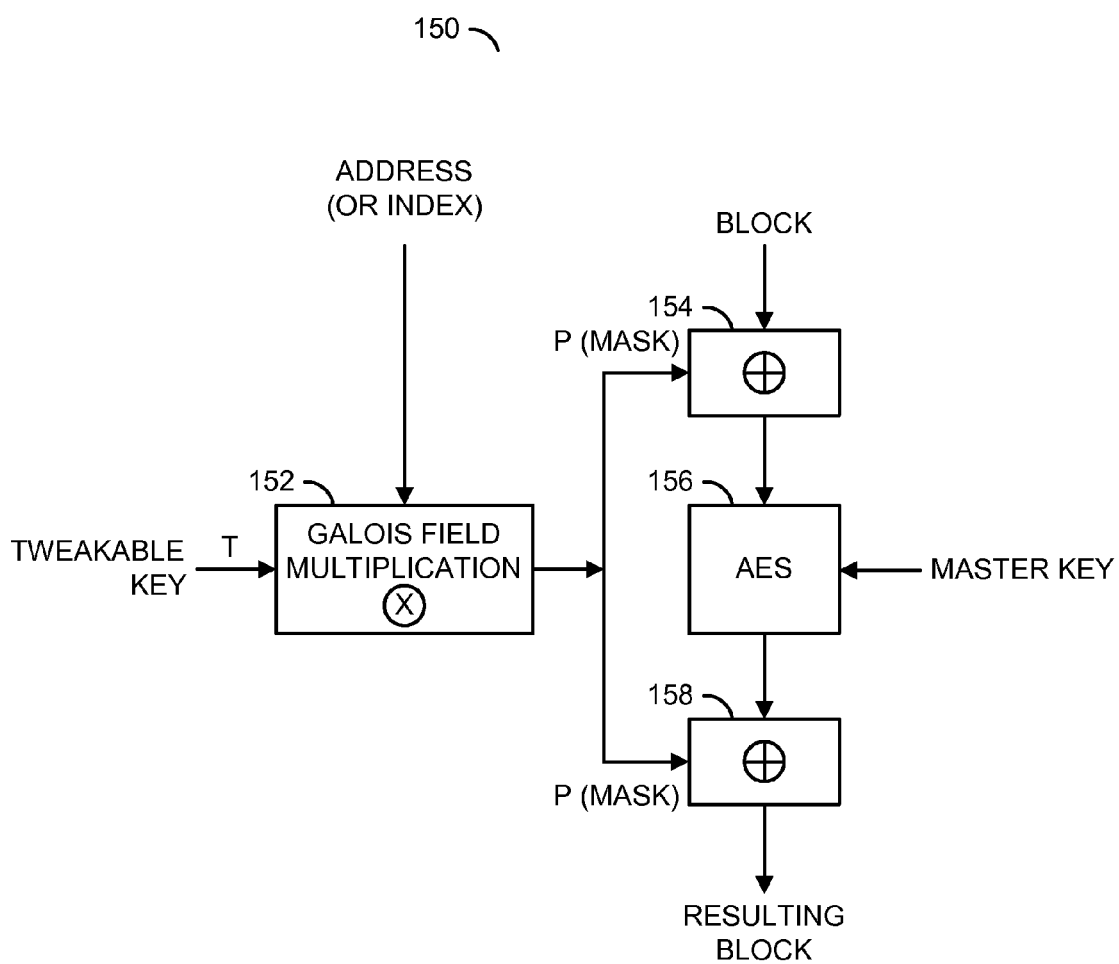 150
ADDRESS
(OR INDEX)
BLOCK
154
P (MASK)
152
156
TWEAKABLE
KEY
T
GALOIS FIELD
MULTIPLICATION
X
AES
MASTER KEY
158
P (MASK)
RESULTING
BLOCK